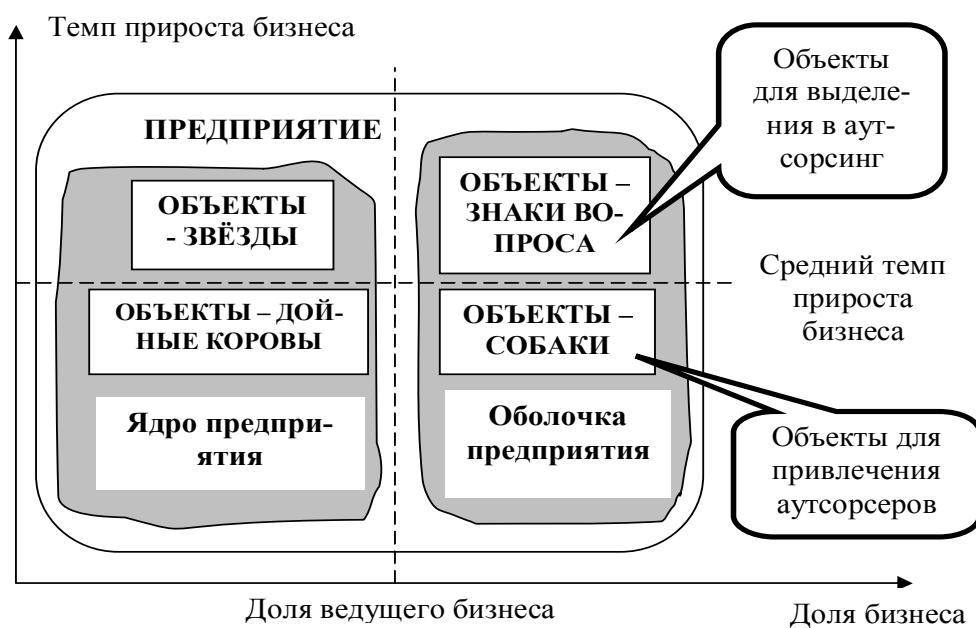 Темп прироста бизнеса
Объекты
для выделе-
ния в аут-
сорсинг
ПРЕДПРИЯТИЕ
ОБЪЕКТЫ
- ЗВЁЗДЫ
ОБЪЕКТЫ –
ЗНАКИ ВО-
ПРОСА
Средний темп
прироста
бизнеса
ОБЪЕКТЫ – ДОЙ-
НЫЕ КОРОВЫ
ОБЪЕКТЫ –
СОБАКИ
Ядро предпри-
ятия
Оболочка
предприятия
Объекты для
привлечения
аутсорсеров
Доля ведущего бизнеса
Доля бизнеса